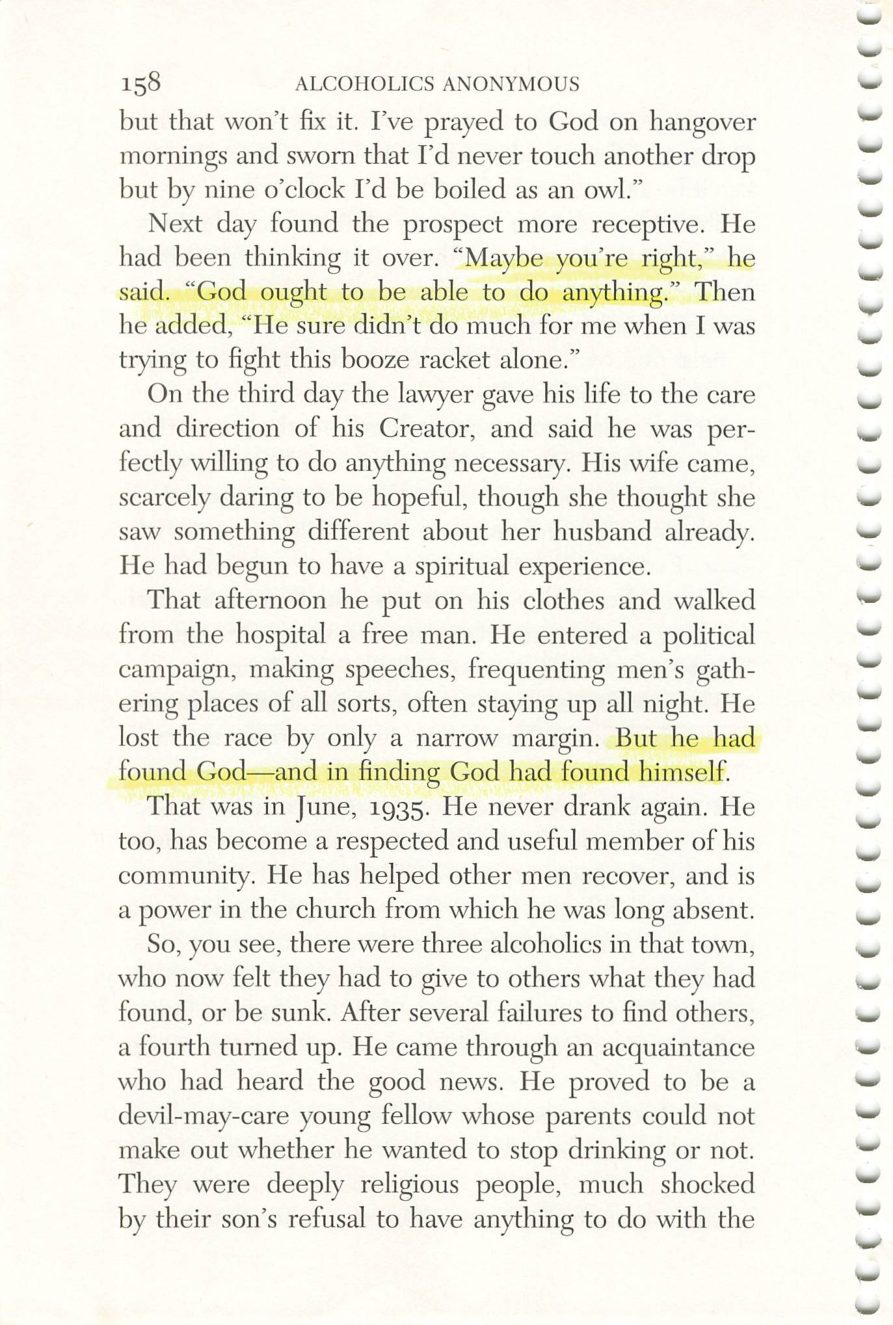 158 ALCOHOLICS ANONYMOUS
but that won't fix it. I've prayed to God on hangover
mornings and sworn that I'd never touch another drop
but by nine o'clock I'd be boiled as an owl.”
Next day found the prospect more receptive. He
had been thinking it over. “Maybe you're right,” he
said. “God ought to be able to do anything.” Then
he added, “He sure didn't do much for me when I was
trying to fight this booze racket alone.”
On the third day the lawyer gave his life to the care
and direction of his Creator, and said he was per-
fectly willing to do anything necessary. His wife came,
scarcely daring to be hopeful, though she thought she
saw something different about her husband already.
He had begun to have a spiritual experience.
That afternoon he put on his clothes and walked
from the hospital a free man. He entered a political
campaign, making speeches, frequenting men's gath-
ering places of all sorts, often staying up all night. He
lost the race by only a narrow margin. But he had
found God—and in finding God had found himself.
That was in June, 1935. He never drank again. He
too, has become a respected and useful member of his
community. He has helped other men recover, and is
a power in the church from which he was long absent.
So, you see, there were three alcoholics in that town,
who now felt they had to give to others what they had
found, or be sunk. After several failures to find others,
a fourth turned up. He came through an acquaintance
who had heard the good news. He proved to be a
devil-may-care young fellow whose parents could not
make out whether he wanted to stop drinking or not.
They were deeply religious people, much shocked
by their son's refusal to have anything to do with the